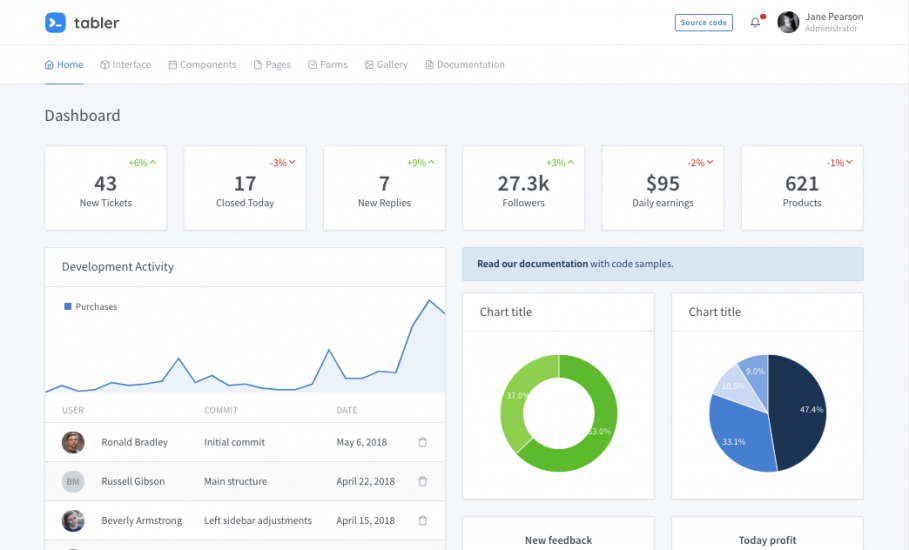 tabler
Source code
Jane Pearson
Administrator
Home Interface Components Pages Forms Gallery Documentation
Dashboard
+6% -3% +9% +3% -2% -1%
43 17 7 27.3k $95 621
New Tickets Closed Today New Replies Followers Daily earnings Products
Development Activity
Purchases
USER COMMIT DATE
Ronald Bradley Initial commit May 6, 2018
BM Russell Gibson Main structure April 22, 2018
Beverly Armstrong Left sidebar adjustments April 15, 2018
Read our documentation with code samples.
Chart title
37.0%
63.0%
Chart title
9.0%
10.5%
47.4%
33.1%
New feedback
Today profit